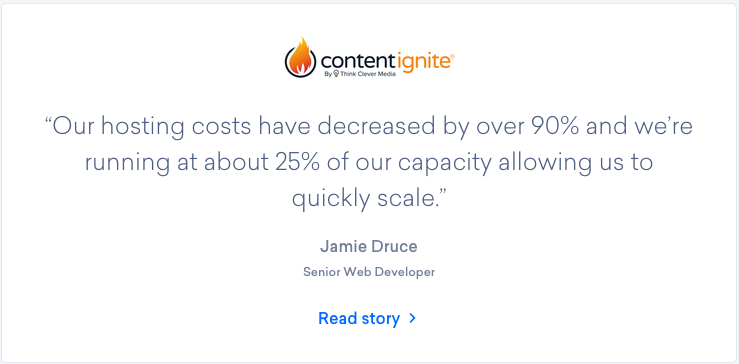 contentignite®
By Think Clever Media
“Our hosting costs have decreased by over 90% and we’re
running at about 25% of our capacity allowing us to
quickly scale.”
Jamie Druce
Senior Web Developer
Read story